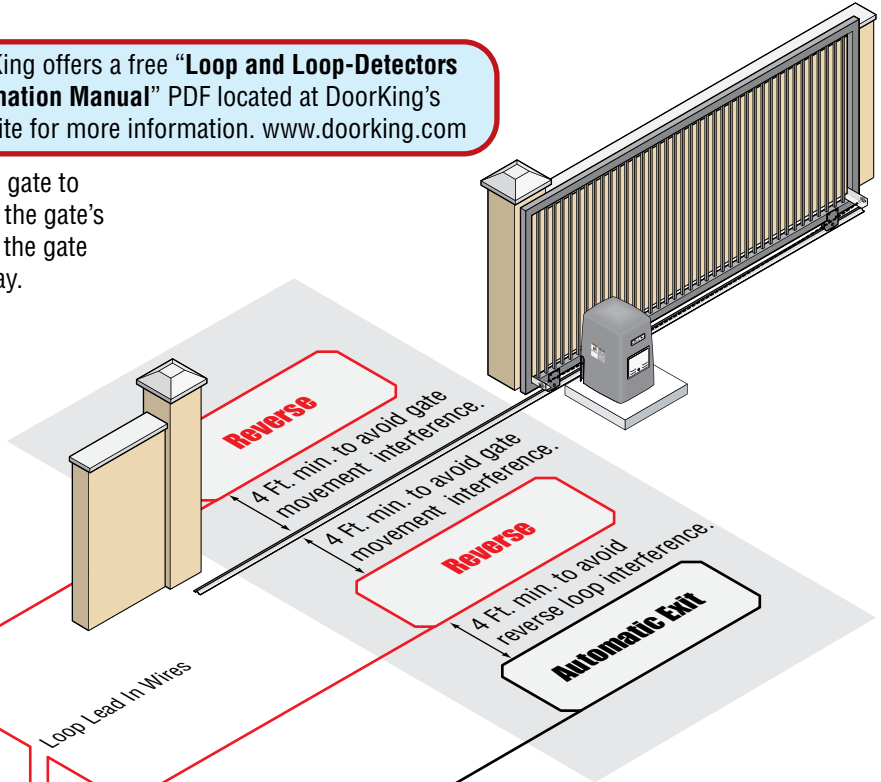 King offers a free “Loop and Loop-Detectors
mation Manual” PDF located at DoorKing's
ite for more information. www.doorking.com
gate to
the gate's
the gate
ay.
Reverse
4 Ft. min. to avoid gate
movement interference.
4 Ft. min. to avoid gate
movement interference.
Reverse
4 Ft. min. to avoid
reverse loop interference.
Automatic Exit
Loop Lead In Wires